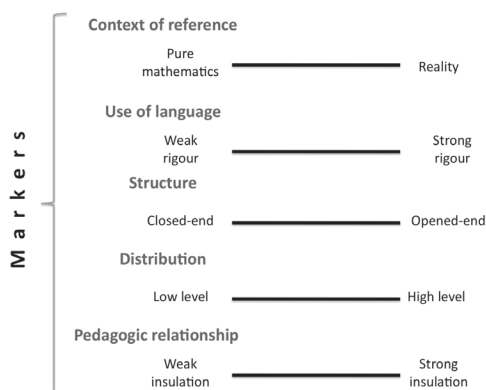 Markers
Context of reference
Pure
mathematics
Reality
Use of language
Weak
rigour
Strong
rigour
Structure
Closed-end
Opened-end
Distribution
Low level
High level
Pedagogic relationship
Weak
insulation
Strong
insulation